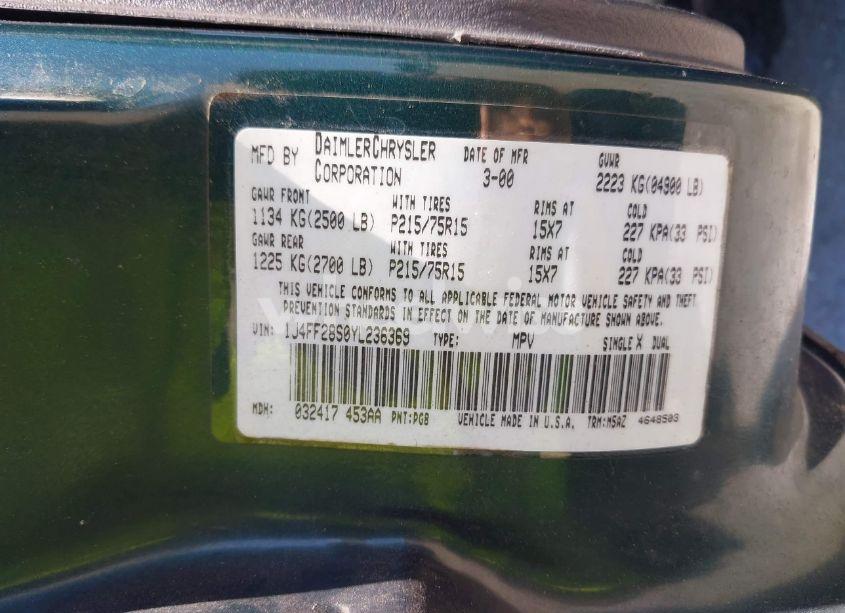 MFD BY DAIMLERCHRYSLER CORPORATION DATE OF MFR 3-00 GVWR 2223 KG(04900 LB)
GAWR FRONT WITH TIRES RIMS AT COLD
1134 KG(2500 LB) P215/75R15 15X7 227 KPA(33 PSI)
GAWR REAR WITH TIRES RIMS AT COLD
1225 KG(2700 LB) P215/75R15 15X7 227 KPA(33 PSI)
THIS VEHICLE CONFORMS TO ALL APPLICABLE FEDERAL MOTOR VEHICLE SAFETY AND THEFT
PREVENTION STANDARDS IN EFFECT ON THE DATE OF MANUFACTURE SHOWN ABOVE.
VIN: 1J4FF28S0YL236369 TYPE: MPV SINGLE X DUAL
MDH: 032417 453AA PNT:PG8 VEHICLE MADE IN U.S.A. TRM:MSAZ 4648503